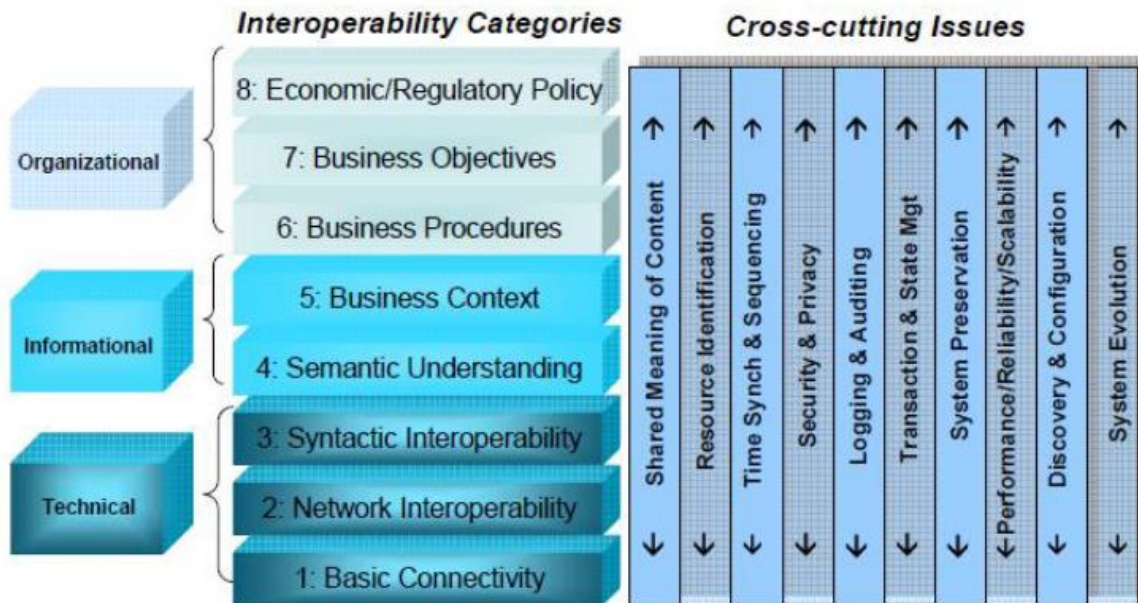 Interoperability Categories
Cross-cutting Issues
Organizational
8: Economic/Regulatory Policy
7: Business Objectives
6: Business Procedures
Informational
5: Business Context
4: Semantic Understanding
Technical
3: Syntactic Interoperability
2: Network Interoperability
1: Basic Connectivity
Shared Meaning of Content
Resource Identification
Time Synch & Sequencing
Security & Privacy
Logging & Auditing
Transaction & State Mgt
System Preservation
Performance/Reliability/Scalability
Discovery & Configuration
System Evolution